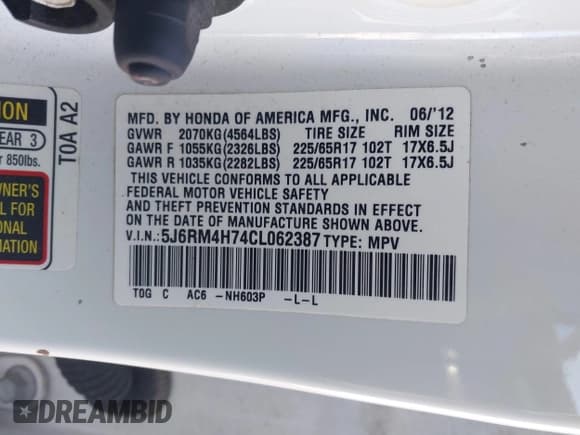 ION
EAR 3
r 850lbs.
TOA A2
WNER'S
L FOR
ONAL
MATION
MFD. BY HONDA OF AMERICA MFG., INC. 06/'12
GVWR 2070KG(4564LBS) TIRE SIZE RIM SIZE
GAWR F 1055KG(2326LBS) 225/65R17 102T 17X6.5J
GAWR R 1035KG(2282LBS) 225/65R17 102T 17X6.5J
THIS VEHICLE CONFORMS TO ALL APPLICABLE
FEDERAL MOTOR VEHICLE SAFETY
AND THEFT PREVENTION STANDARDS IN EFFECT
ON THE DATE OF MANUFACTURE SHOWN ABOVE.
V.I.N.: 5J6RM4H74CL062387 TYPE: MPV
T0G C AC6 -NH603P -L-L
DREAMBID